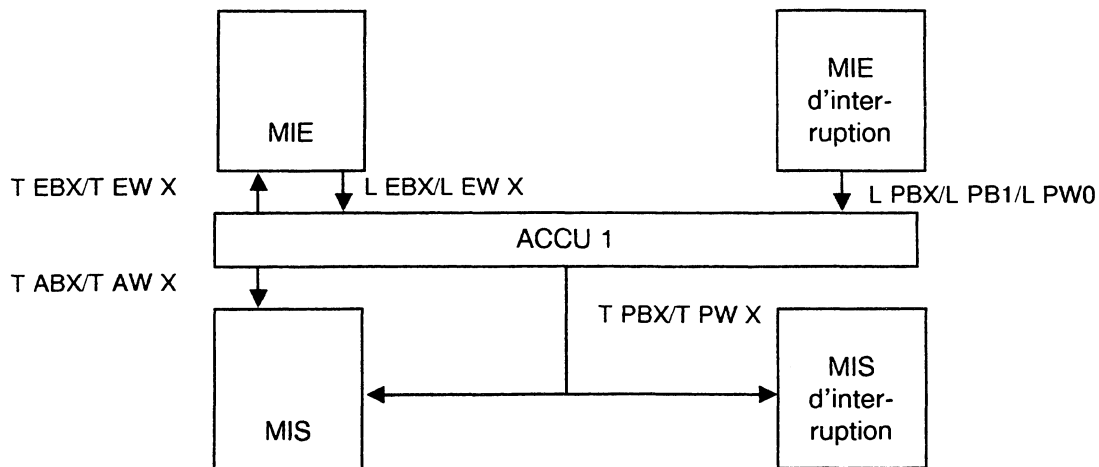 MIE
MIE
d'inter-
ruption
T EBX/T EW X
L EBX/L EW X
L PBX/L PB1/L PW0
ACCU 1
T ABX/T AW X
T PBX/T PW X
MIS
MIS
d'inter-
ruption